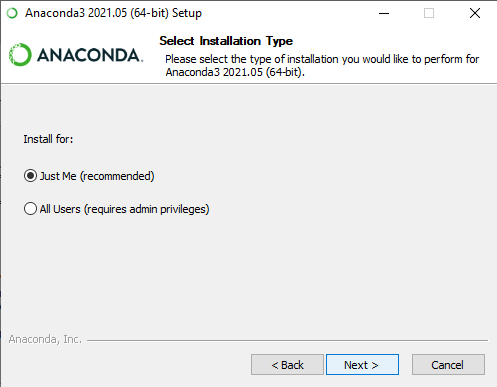 Anaconda3 2021.05 (64-bit) Setup
ANACONDA.
Select Installation Type
Please select the type of installation you would like to perform for
Anaconda3 2021.05 (64-bit).
Install for:
Just Me (recommended)
All Users (requires admin privileges)
Anaconda, Inc.
< Back
Next >
Cancel